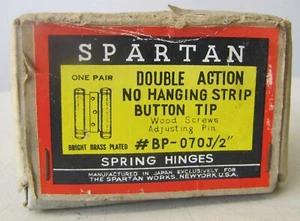 SPARTAN
ONE PAIR
DOUBLE ACTION
NO HANGING STRIP
BUTTON TIP
Wood Screws
Adjusting Pin
BRIGHT BRASS PLATED
#BP-070J/2"
SPRING HINGES
MANUFACTURED IN JAPAN EXCLUSIVELY FOR
THE SPARTAN WORKS, NEW YORK U.S.A.